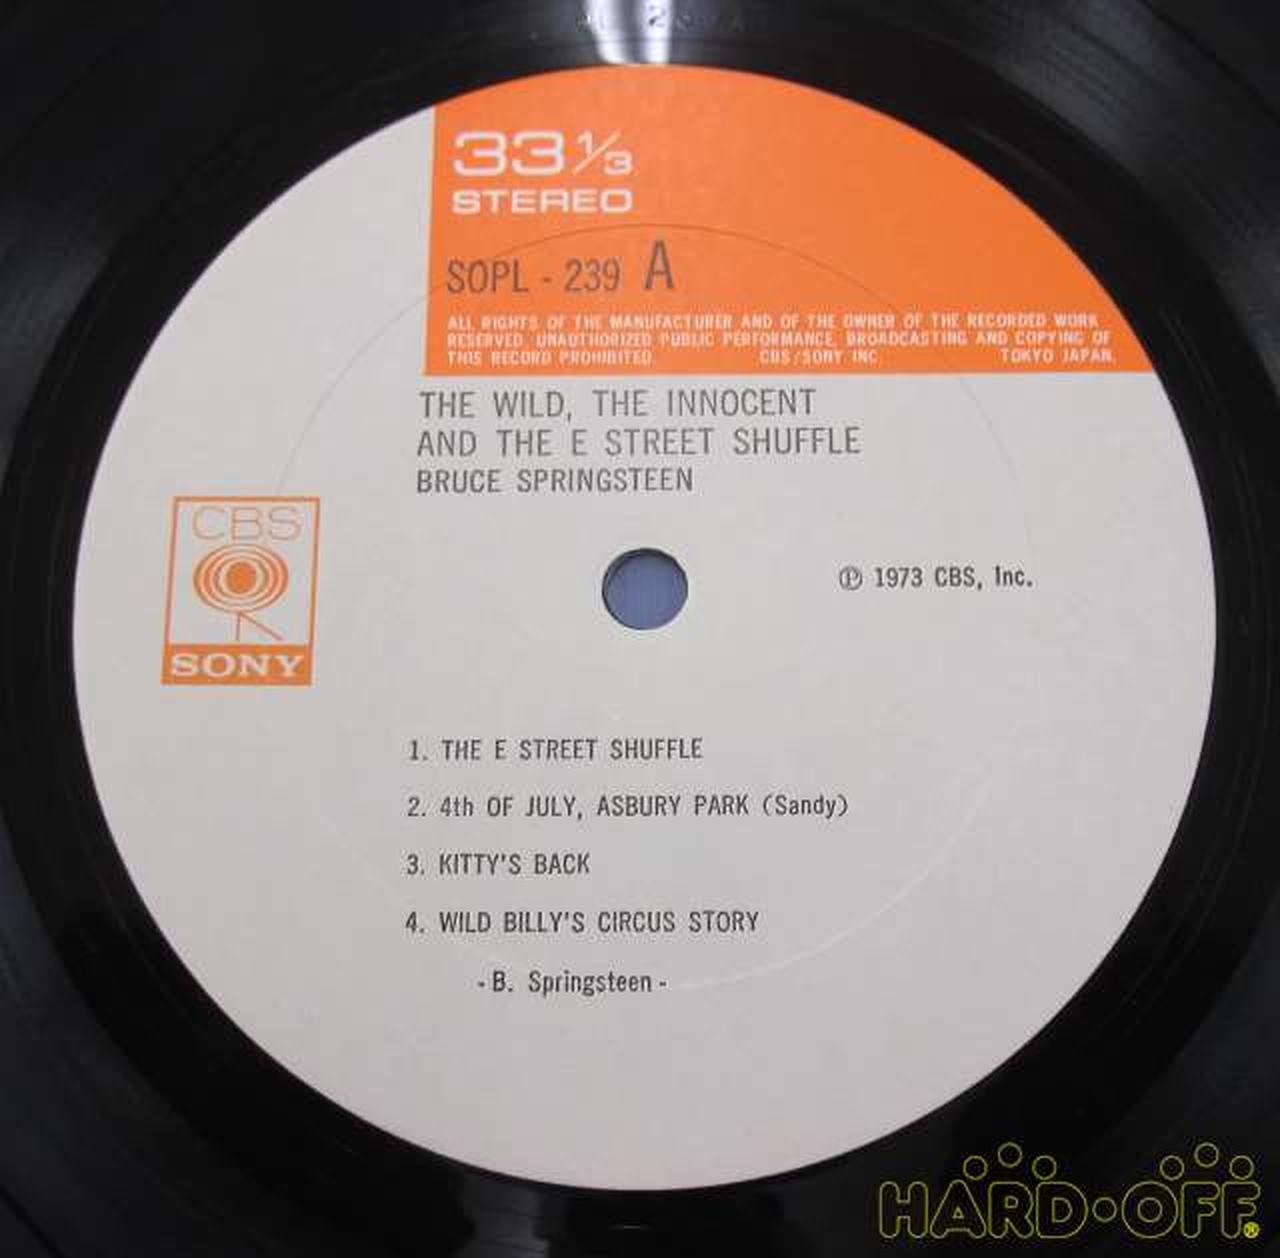 33 1/3
STEREO
SOPL - 239 A
ALL RIGHTS OF THE MANUFACTURER AND OF THE OWNER OF THE RECORDED WORK
RESERVED. UNAUTHORIZED PUBLIC PERFORMANCE, BROADCASTING AND COPYING OF
THIS RECORD PROHIBITED CBS/SONY INC TOKYO JAPAN.
THE WILD, THE INNOCENT
AND THE E STREET SHUFFLE
BRUCE SPRINGSTEEN
CBS
SONY
℗ 1973 CBS, Inc.
1. THE E STREET SHUFFLE
2. 4th OF JULY, ASBURY PARK (Sandy)
3. KITTY'S BACK
4. WILD BILLY'S CIRCUS STORY
- B. Springsteen -
HARD·OFF®